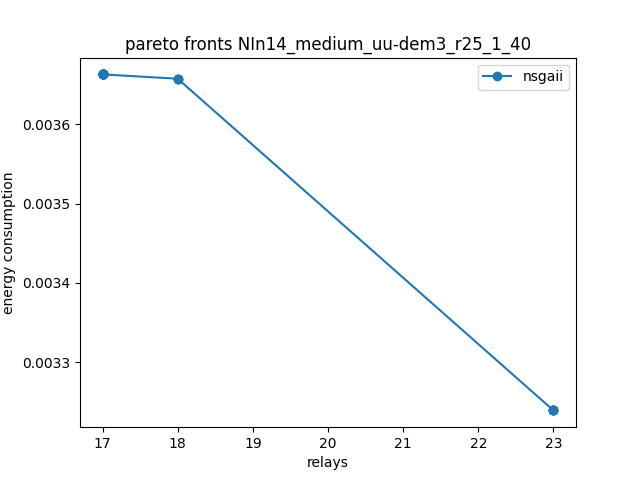 pareto fronts NIn14_medium_uu-dem3_r25_1_40
nsgaii
energy consumption
0.0036
0.0035
0.0034
0.0033
17 18 19 20 21 22 23
relays